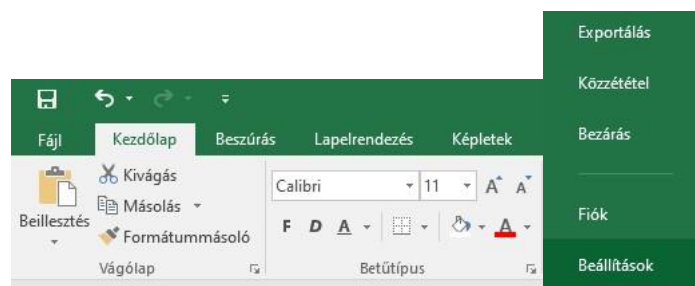 Fájl Kezdőlap Beszúrás Lapelrendezés Képletek
Beillesztés
Kivágás
Másolás
Formátummásoló
Vágólap
Calibri 11 A A
F D A A
Betűtípus
Exportálás
Közzététel
Bezárás
Fiók
Beállítások